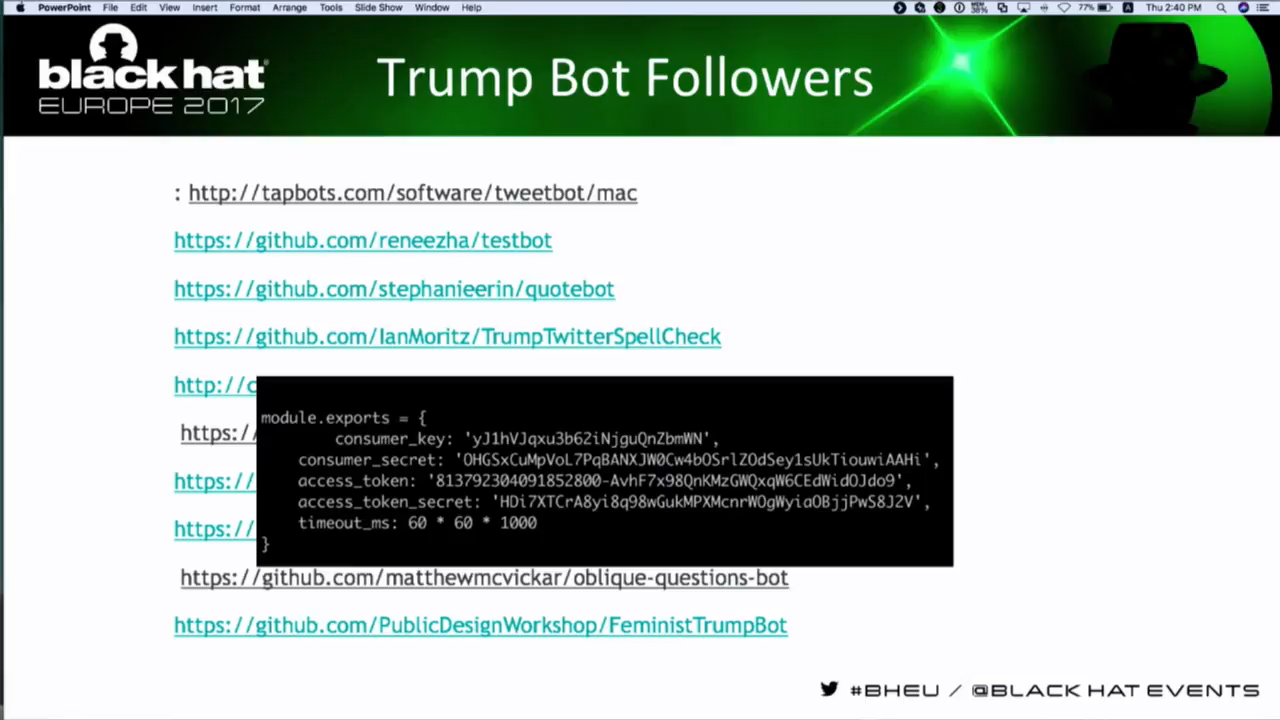 PowerPoint File Edit View Insert Format Arrange Tools Slide Show Window Help 77% Thu 2:40 PM
black hat
EUROPE 2017
Trump Bot Followers
: http://tapbots.com/software/tweetbot/mac
https://github.com/reneezha/testbot
https://github.com/stephanieerin/quotebot
https://github.com/IanMoritz/TrumpTwitterSpellCheck
http://c
module.exports = {
https:/
consumer_key: 'yJ1hVJqxu3b62iNjguQnZbmWN',
consumer_secret: 'OHGSxCuMpVoL7PqBANXJW0Cw4bOSrlZOdSey1sUkTiouwiAAHi',
https:/
access_token: '813792304091852800-AvhF7x98QnKMzGWQxqW6CEdWidOJdo9',
access_token_secret: 'HDi7XTCrA8yi8q98wGukMPXMcnrWOgWyiaOBjjPwS8J2V',
https:/
timeout_ms: 60 * 60 * 1000
}
https://github.com/matthewmcvickar/oblique-questions-bot
https://github.com/PublicDesignWorkshop/FeministTrumpBot
#BHEU / @BLACK HAT EVENTS